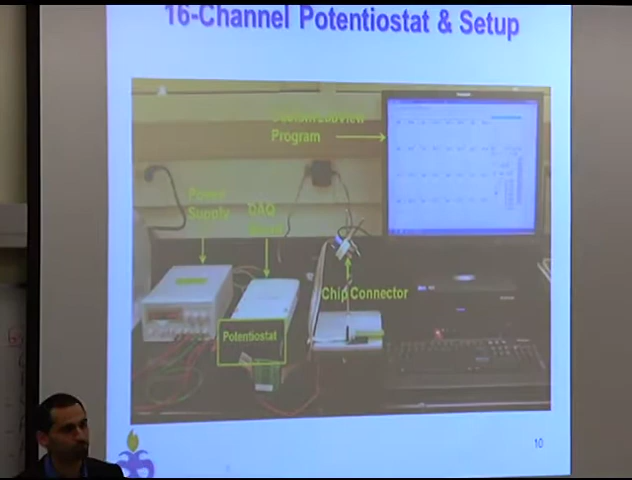 16-Channel Potentiostat & Setup
Program
Power
Supply
DAQ
Chip Connector
Potentiostat
10